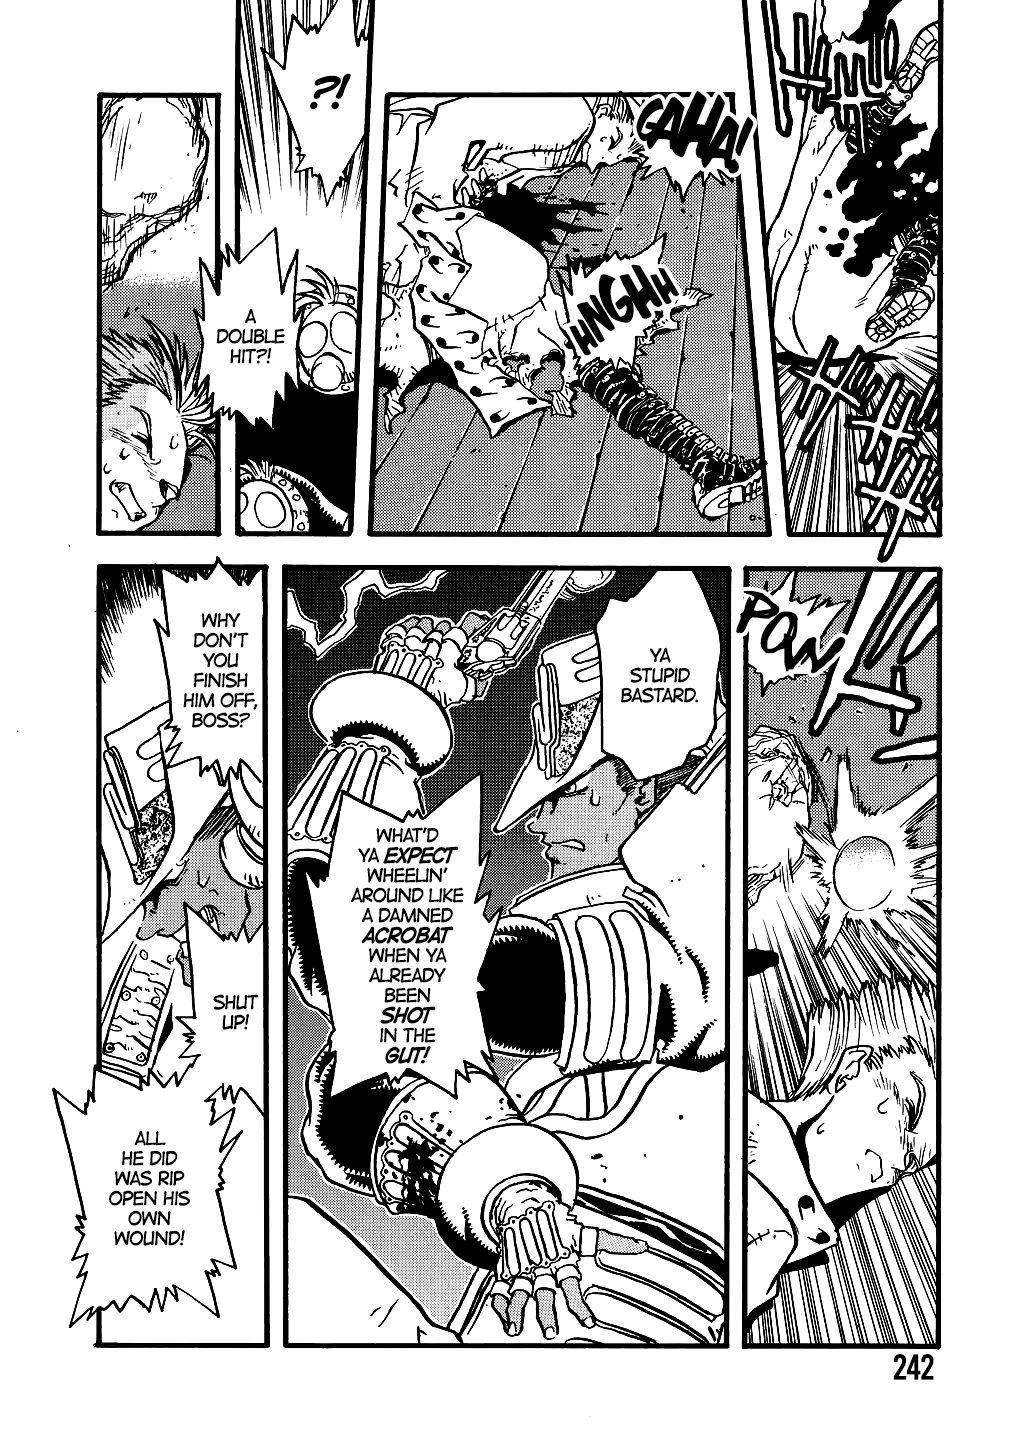 GAHA!
HNGHH
?!
A
DOUBLE
HIT?!
POW
YA
STUPID
BASTARD.
WHAT'D
YA EXPECT
WHEELIN'
AROUND LIKE
A DAMNED
ACROBAT
WHEN YA
ALREADY
BEEN
SHOT
IN THE
GUT!
WHY
DON'T
YOU
FINISH
HIM OFF,
BOSS?
SHUT
UP!
ALL
HE DID
WAS RIP
OPEN HIS
OWN
WOUND!
242